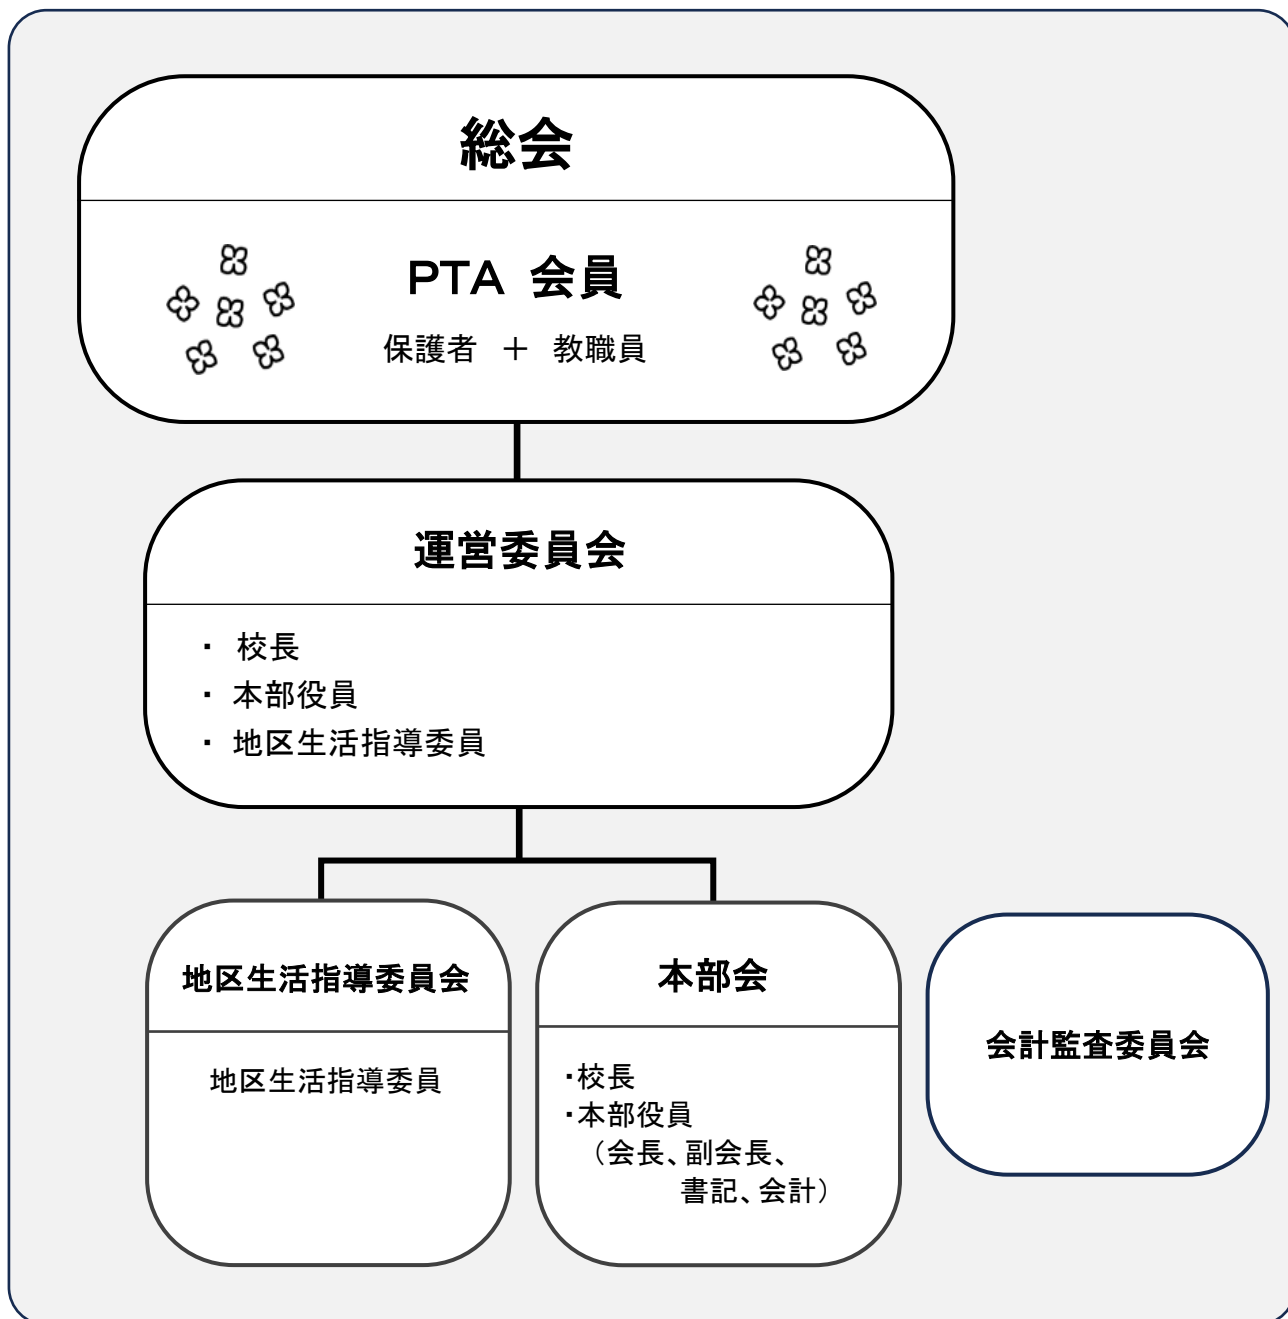 総会
PTA 会員
保護者 ＋ 教職員
運営委員会
・ 校長
・ 本部役員
・ 地区生活指導委員
地区生活指導委員会
地区生活指導委員
本部会
・校長
・本部役員
（会長、副会長、
書記、会計）
会計監査委員会